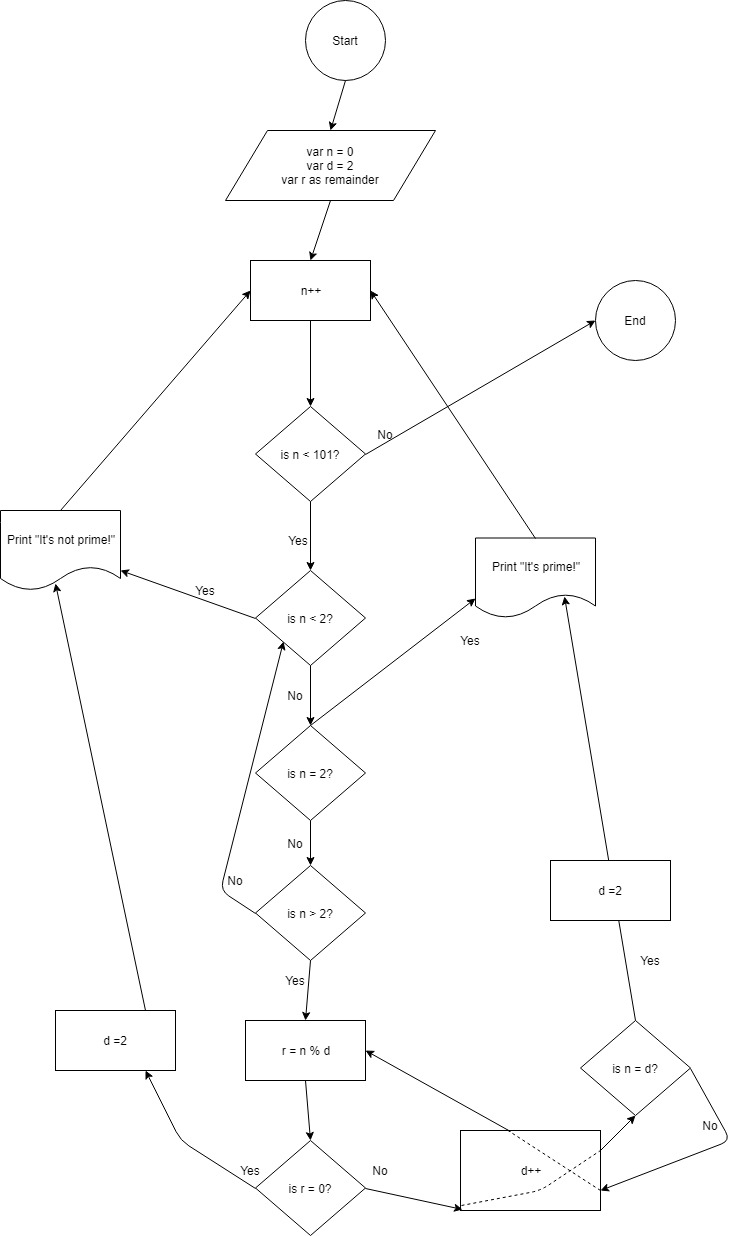 Start
var n = 0
var d = 2
var r as remainder
n++
End
is n < 101?
No
Yes
Print "It's not prime!"
Print "It's prime!"
is n < 2?
Yes
Yes
No
is n = 2?
No
No
is n > 2?
d =2
Yes
Yes
r = n % d
d =2
is n = d?
No
d++
is r = 0?
Yes
No